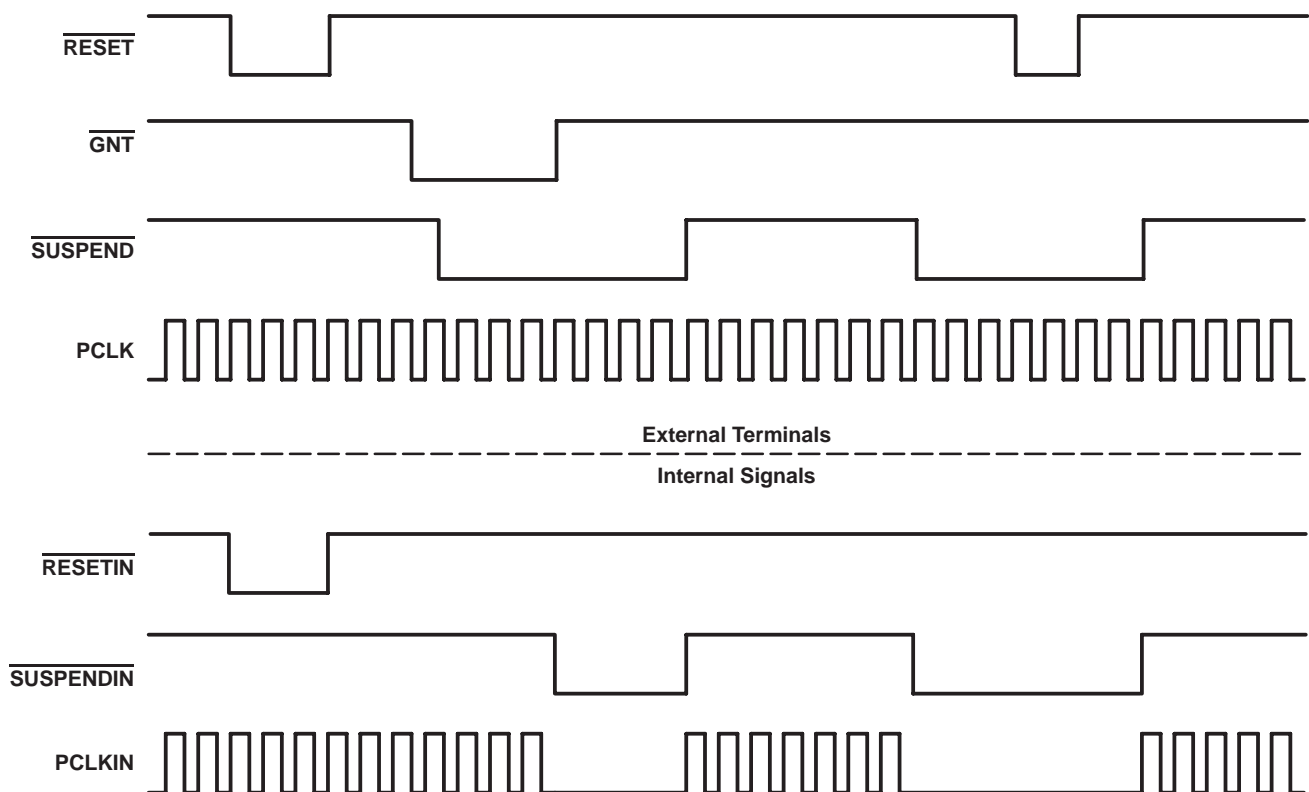 RESET
GNT
SUSPEND
PCLK
External Terminals
Internal Signals
RESETIN
SUSPENDIN
PCLKIN